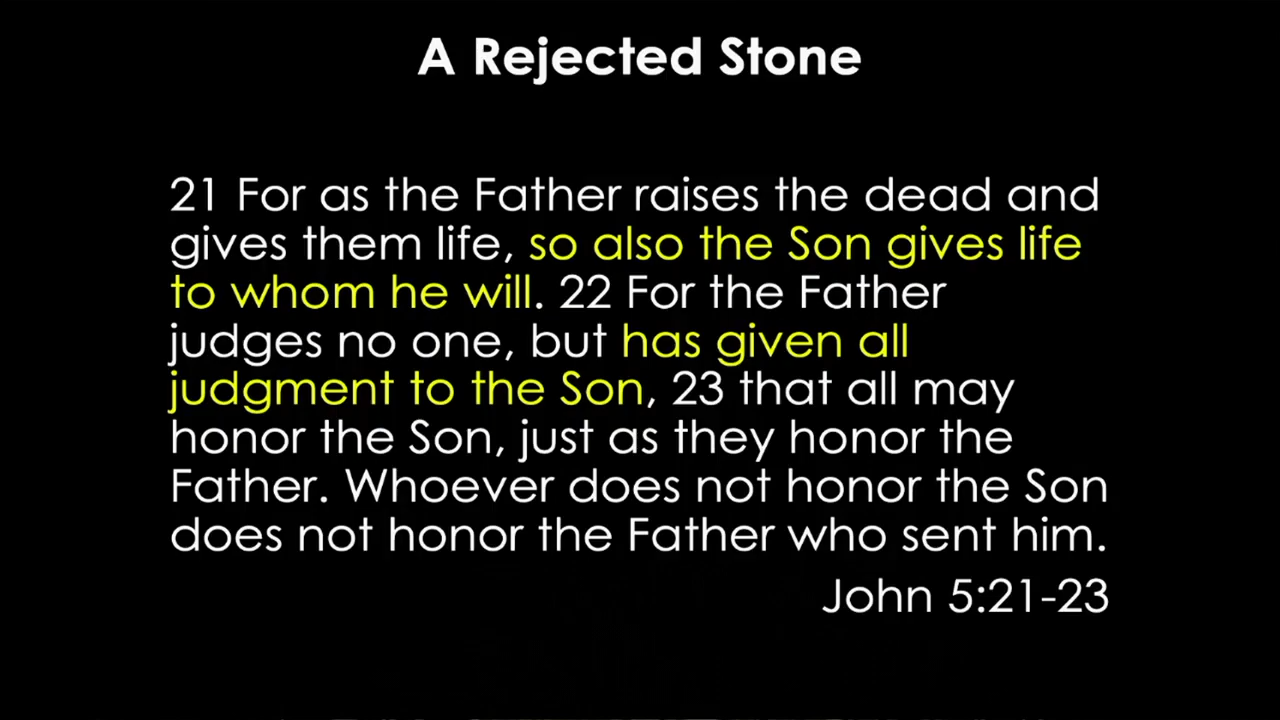 A Rejected Stone
21 For as the Father raises the dead and
gives them life, so also the Son gives life
to whom he will. 22 For the Father
judges no one, but has given all
judgment to the Son, 23 that all may
honor the Son, just as they honor the
Father. Whoever does not honor the Son
does not honor the Father who sent him.
John 5:21-23